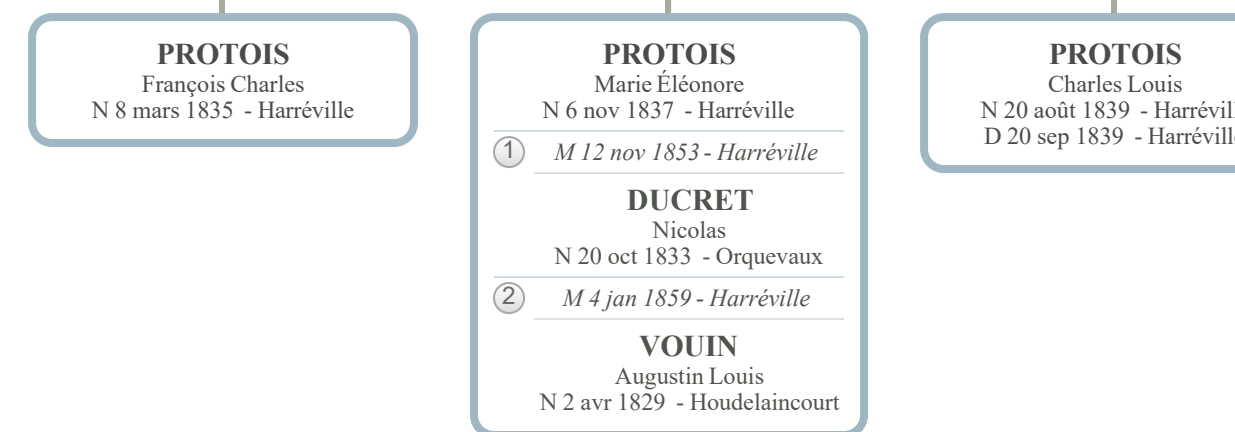 PROTOIS
François Charles
N 8 mars 1835 - Harréville
PROTOIS
Marie Éléonore
N 6 nov 1837 - Harréville
1 M 12 nov 1853 - Harréville
DUCRET
Nicolas
N 20 oct 1833 - Orquevaux
2 M 4 jan 1859 - Harréville
VOUIN
Augustin Louis
N 2 avr 1829 - Houdelaincourt
PROTOIS
Charles Louis
N 20 août 1839 - Harrévill
D 20 sep 1839 - Harréville